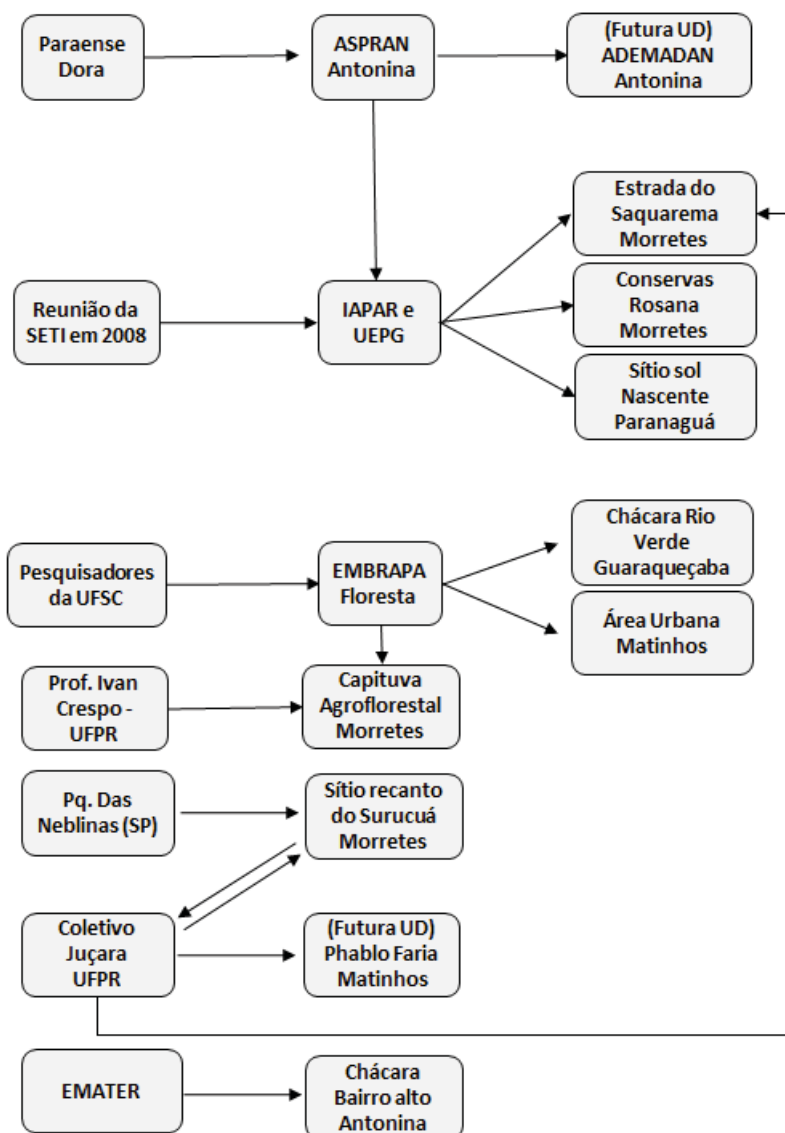 Paraense
Dora
ASPRAN
Antonina
(Futura UD)
ADEMADAN
Antonina
Estrada do
Saquarema
Morretes
Reunião da
SETI em 2008
IAPAR e
UEPG
Conservas
Rosana
Morretes
Sítio sol
Nascente
Paranaguá
Pesquisadores
da UFSC
EMBRAPA
Floresta
Chácara Rio
Verde
Guaraqueçaba
Área Urbana
Matinhos
Prof. Ivan
Crespo -
UFPR
Capituva
Agroflorestal
Morretes
Pq. Das
Neblinas (SP)
Sítio recanto
do Surucuá
Morretes
Coletivo
Juçara
UFPR
(Futura UD)
Phablo Faria
Matinhos
EMATER
Chácara
Bairro alto
Antonina